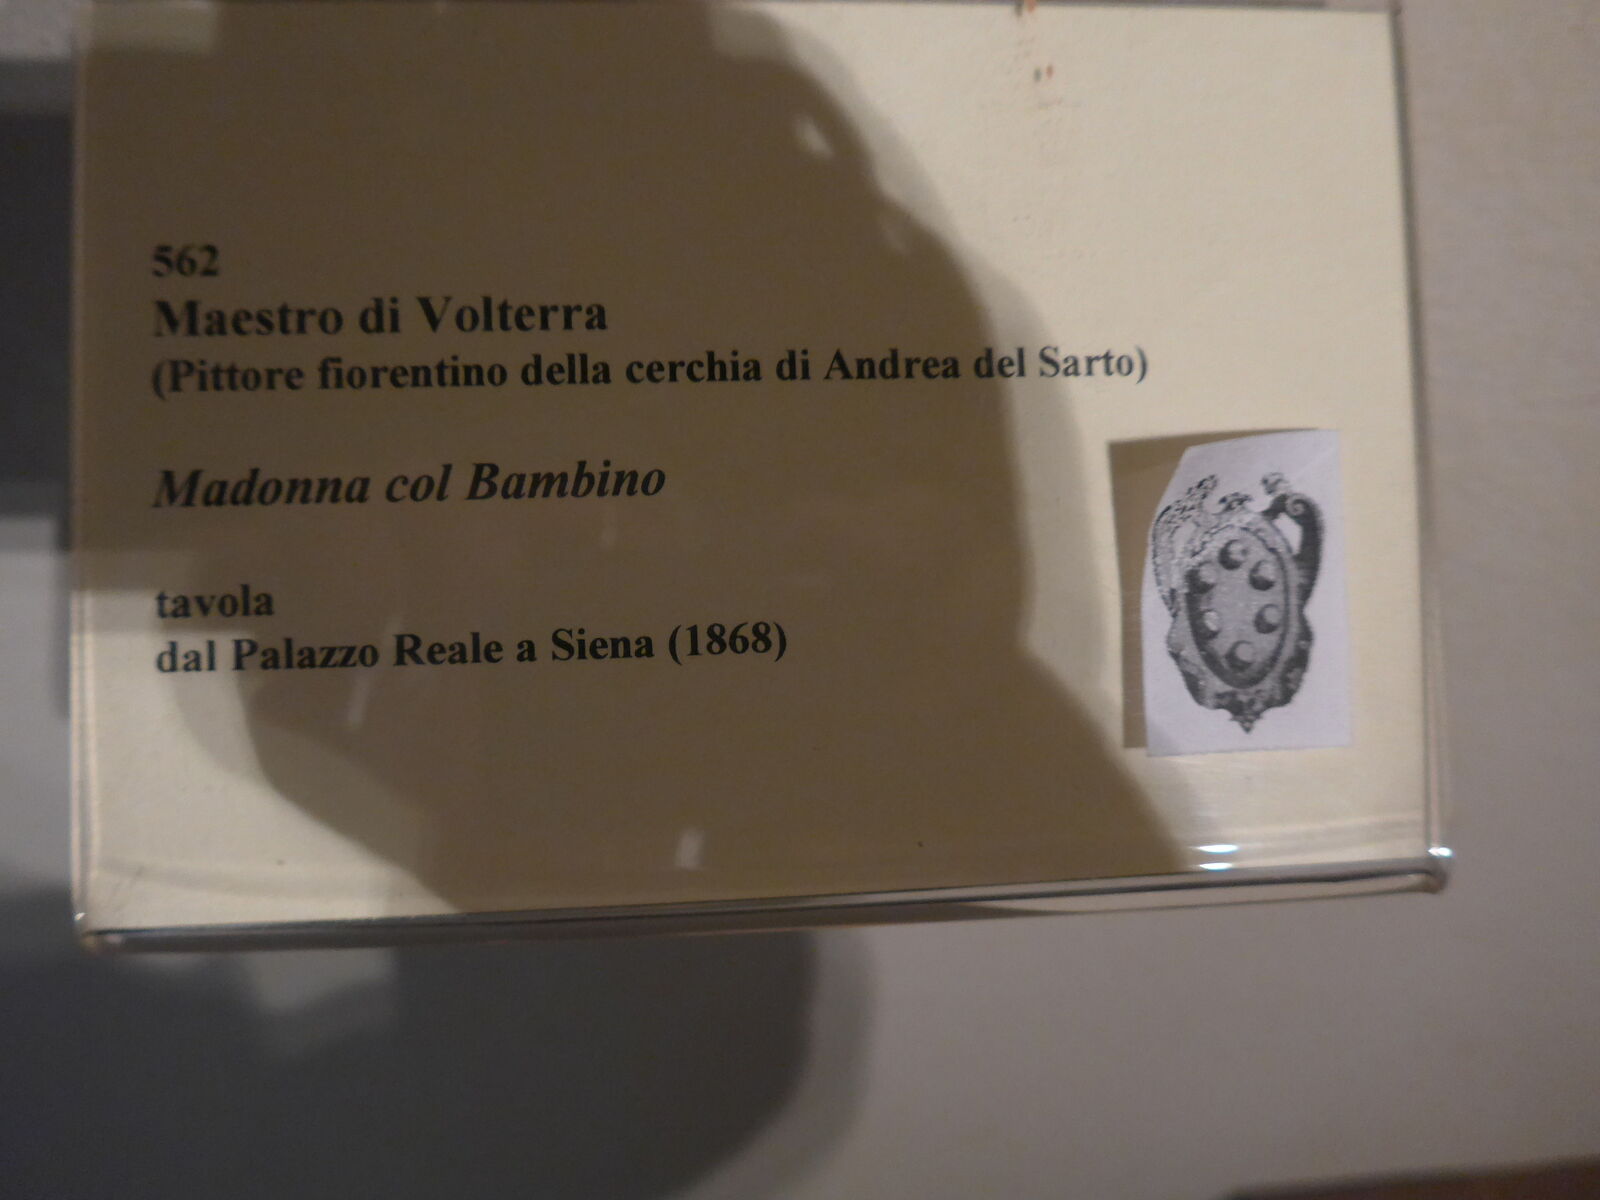 562
Maestro di Volterra
(Pittore fiorentino della cerchia di Andrea del Sarto)
Madonna col Bambino
tavola
dal Palazzo Reale a Siena (1868)